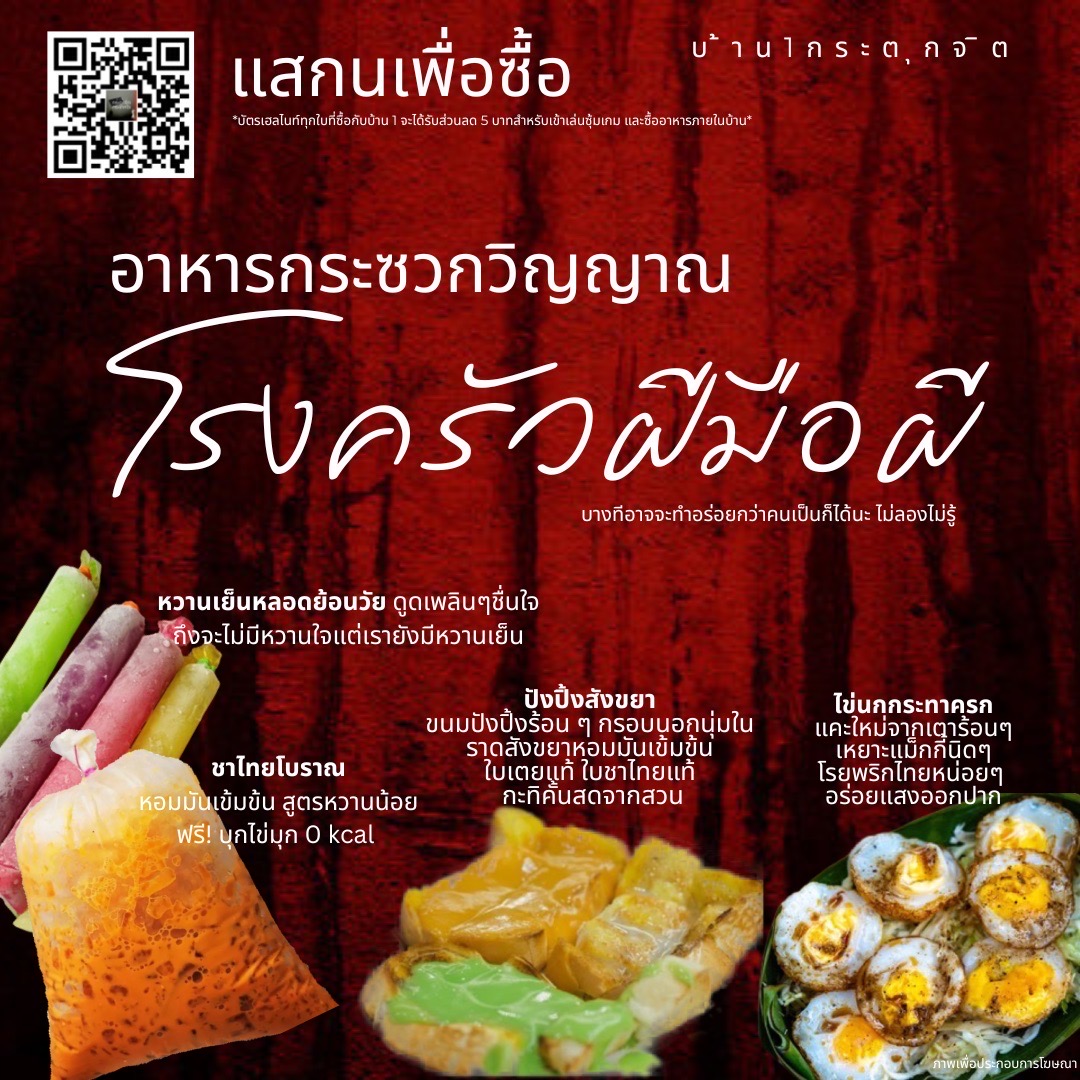 แสกนเพื่อซื้อ
บ้าน1กระตุกจิต
*บัตรเฮลไนท์ทุกใบที่ซื้อกับบ้าน 1 จะได้รับส่วนลด 5 บาทสำหรับเข้าเล่นซุ้มเกม และซื้ออาหารภายในบ้าน*
อาหารกระซวกวิญญาณ
โรงครัวฝีมือผี
บางทีอาจจะทำอร่อยกว่าคนเป็นก็ได้นะ ไม่ลองไม่รู้
หวานเย็นหลอดย้อนวัย ดูดเพลินๆชื่นใจ
ถึงจะไม่มีหวานใจแต่เรายังมีหวานเย็น
ชาไทยโบราณ
หอมมันเข้มข้น สูตรหวานน้อย
ฟรี! บุกไข่มุก 0 kcal
ปังปิ้งสังขยา
ขนมปังปิ้งร้อน ๆ กรอบนอกนุ่มใน
ราดสังขยาหอมมันเข้มข้น
ใบเตยแท้ ใบชาไทยแท้
กะทิคั้นสดจากสวน
ไข่นกกระทาครก
แคะใหม่จากเตาร้อนๆ
เหยาะแม็กกี้นิดๆ
โรยพริกไทยหน่อยๆ
อร่อยแสงออกปาก
ภาพเพื่อประกอบการโฆษณา